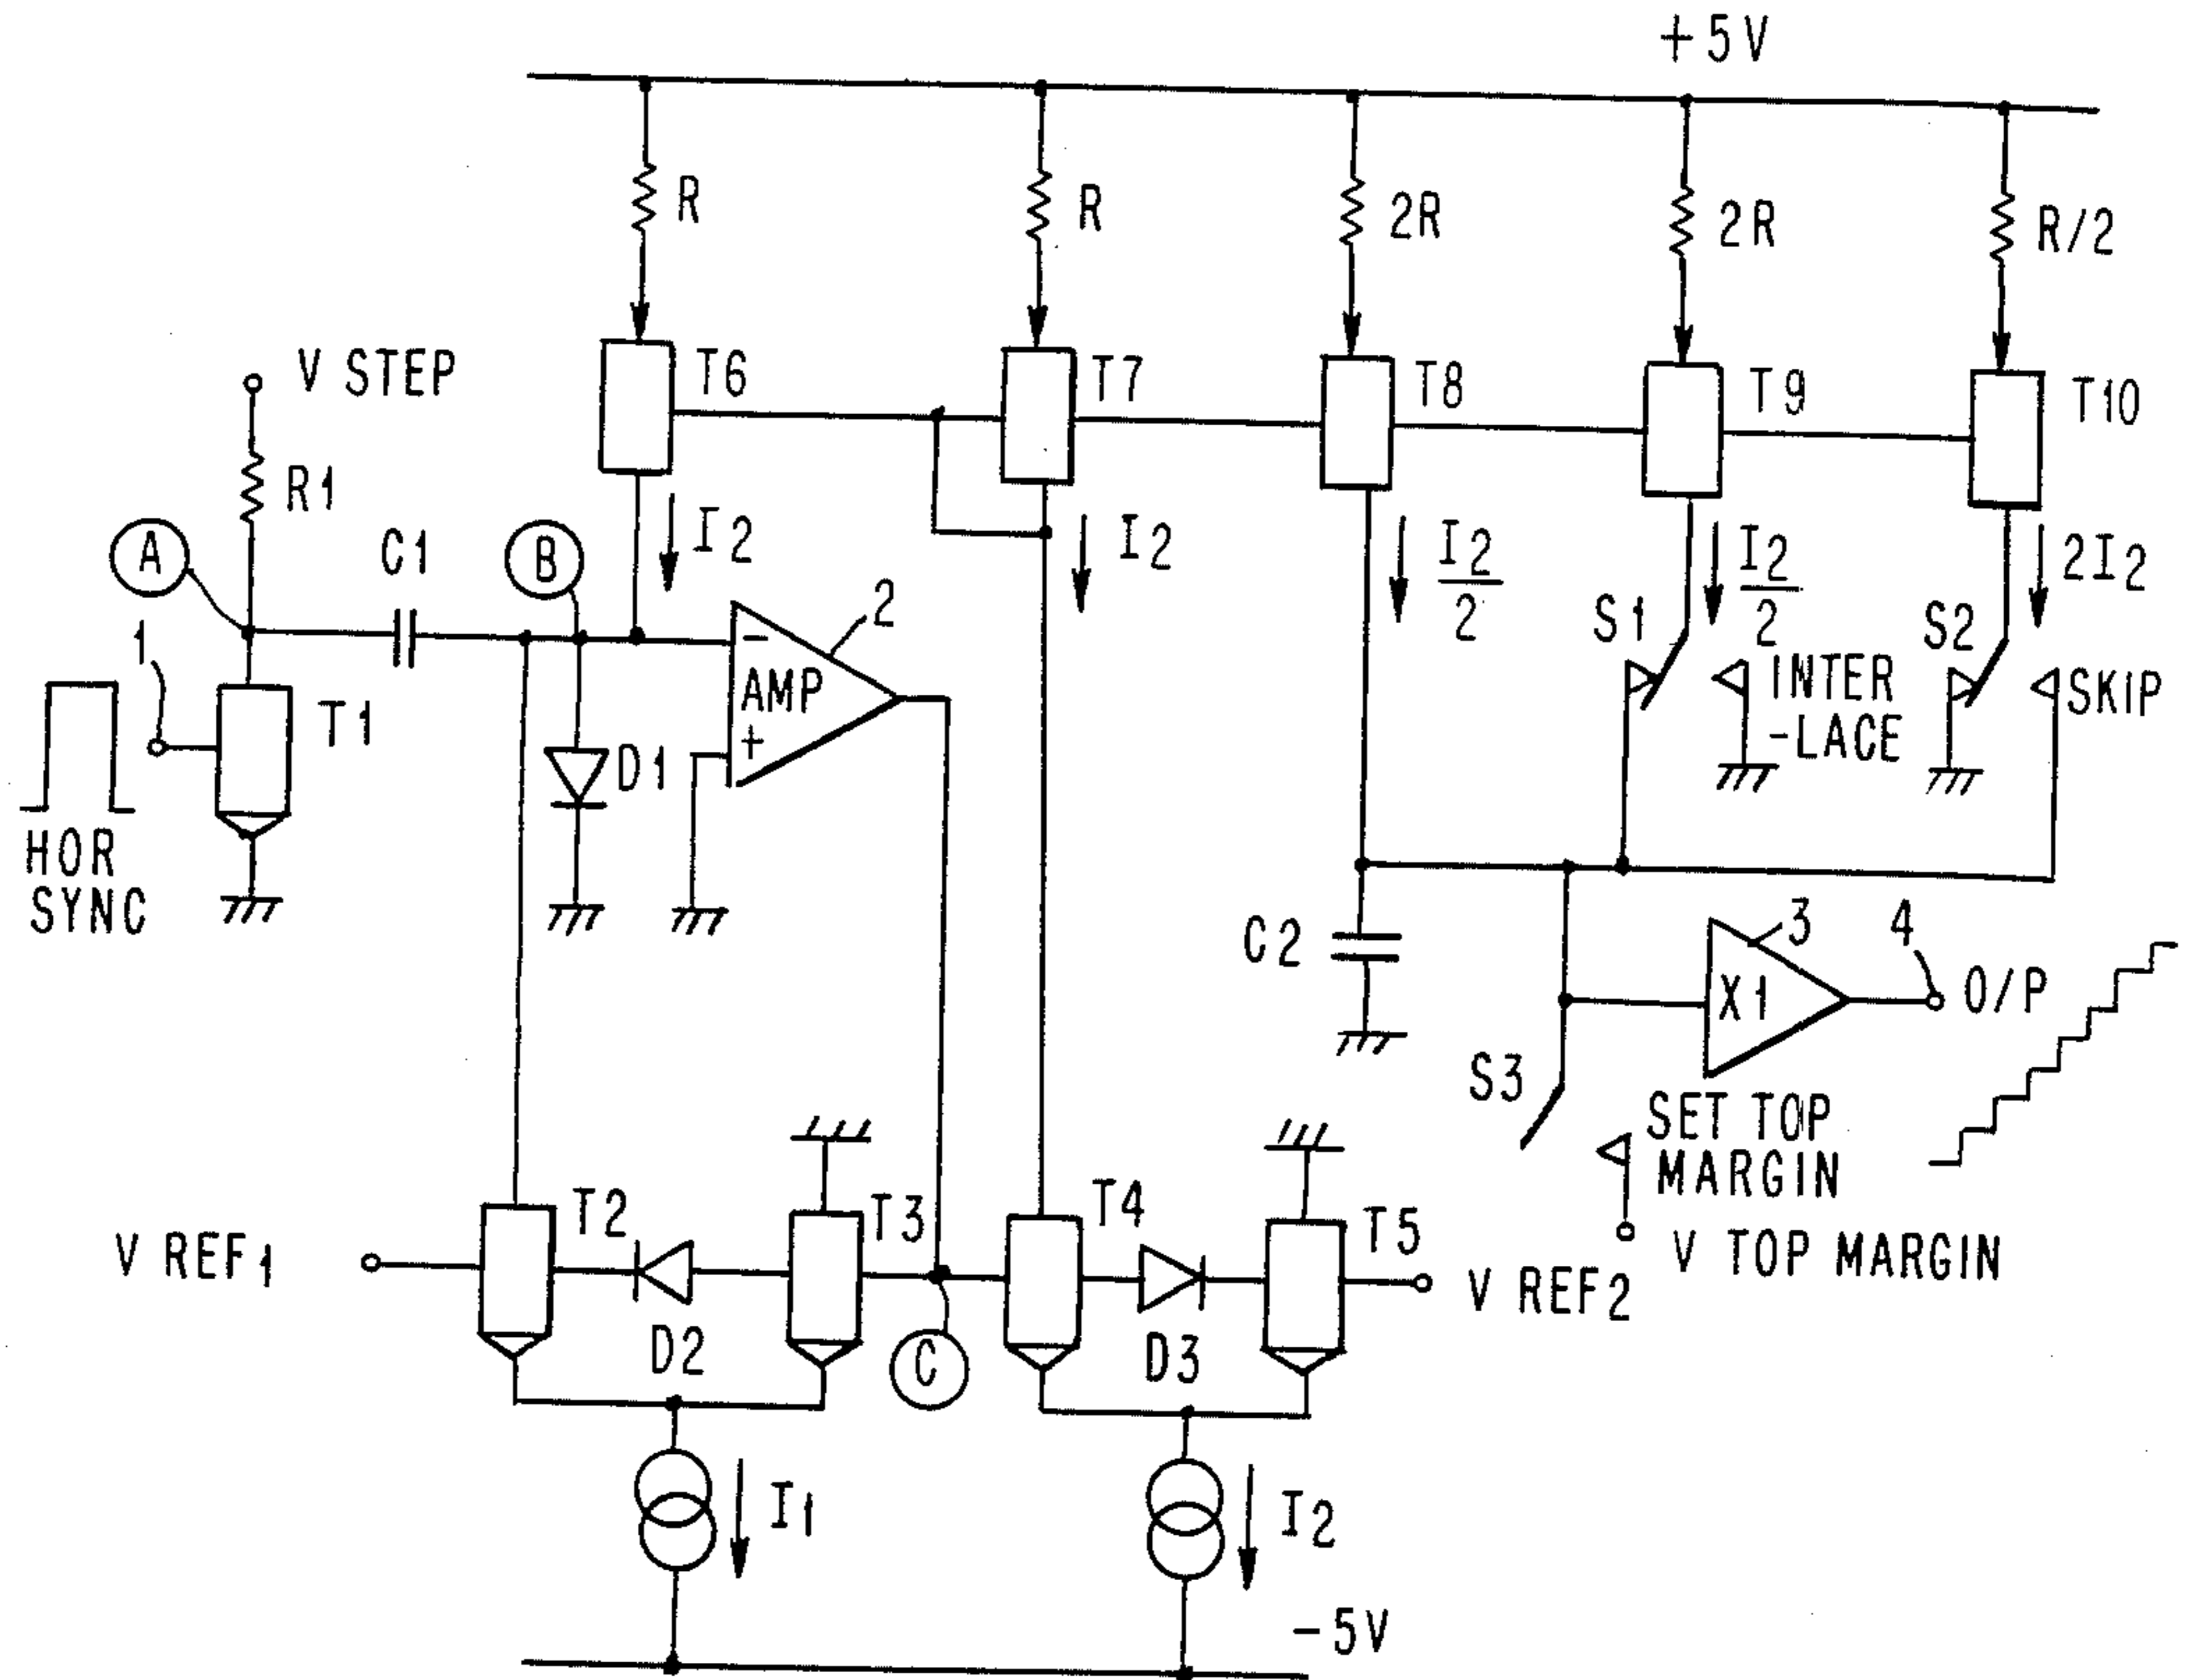 +5V
R
R
2R
2R
R/2
V STEP
T6
T7
T8
T9
T10
R1
A
C1
B
I2
I2
I2
2
I2
2
2I2
2
S1
S2
1
AMP
-
+
INTER
-LACE
SKIP
T1
D1
HOR
SYNC
C2
3
4
X1
O/P
S3
SET TOP
MARGIN
V TOP MARGIN
T2
T3
T4
T5
V REF1
V REF2
D2
C
D3
I1
I2
-5V